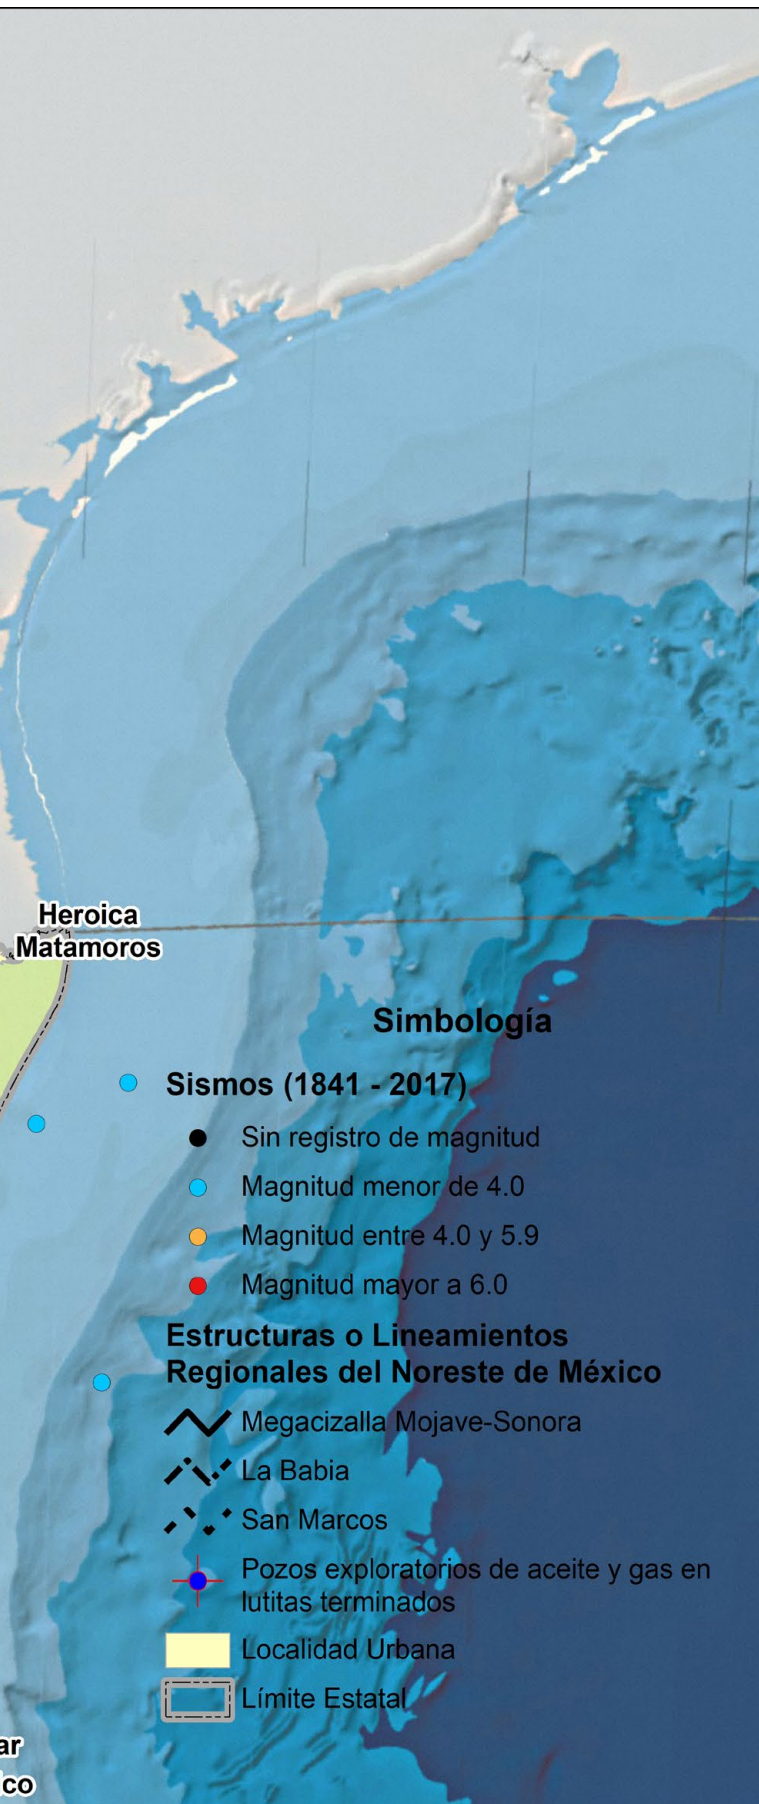 Heroica
Matamoros
Simbología
Sismos (1841 - 2017)
Sin registro de magnitud
Magnitud menor de 4.0
Magnitud entre 4.0 y 5.9
Magnitud mayor a 6.0
Estructuras o Lineamientos
Regionales del Noreste de México
Megacizalla Mojave-Sonora
La Babia
San Marcos
Pozos exploratorios de aceite y gas en
lutitas terminados
Localidad Urbana
Límite Estatal
ar
co